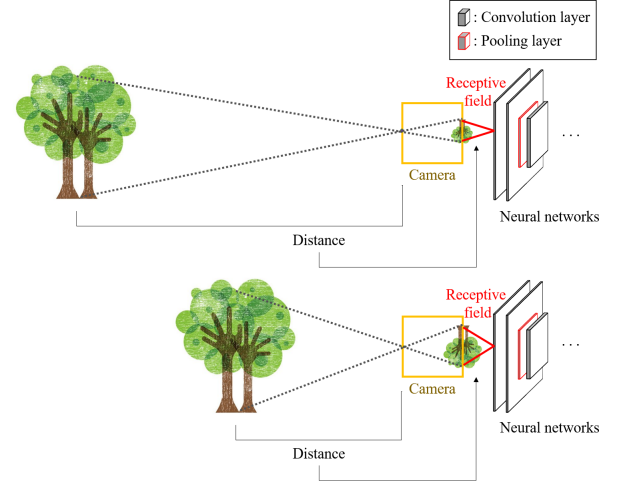 : Convolution layer
: Pooling layer
Receptive
field
Camera
. . .
Neural networks
Distance
Receptive
field
Camera
. . .
Neural networks
Distance